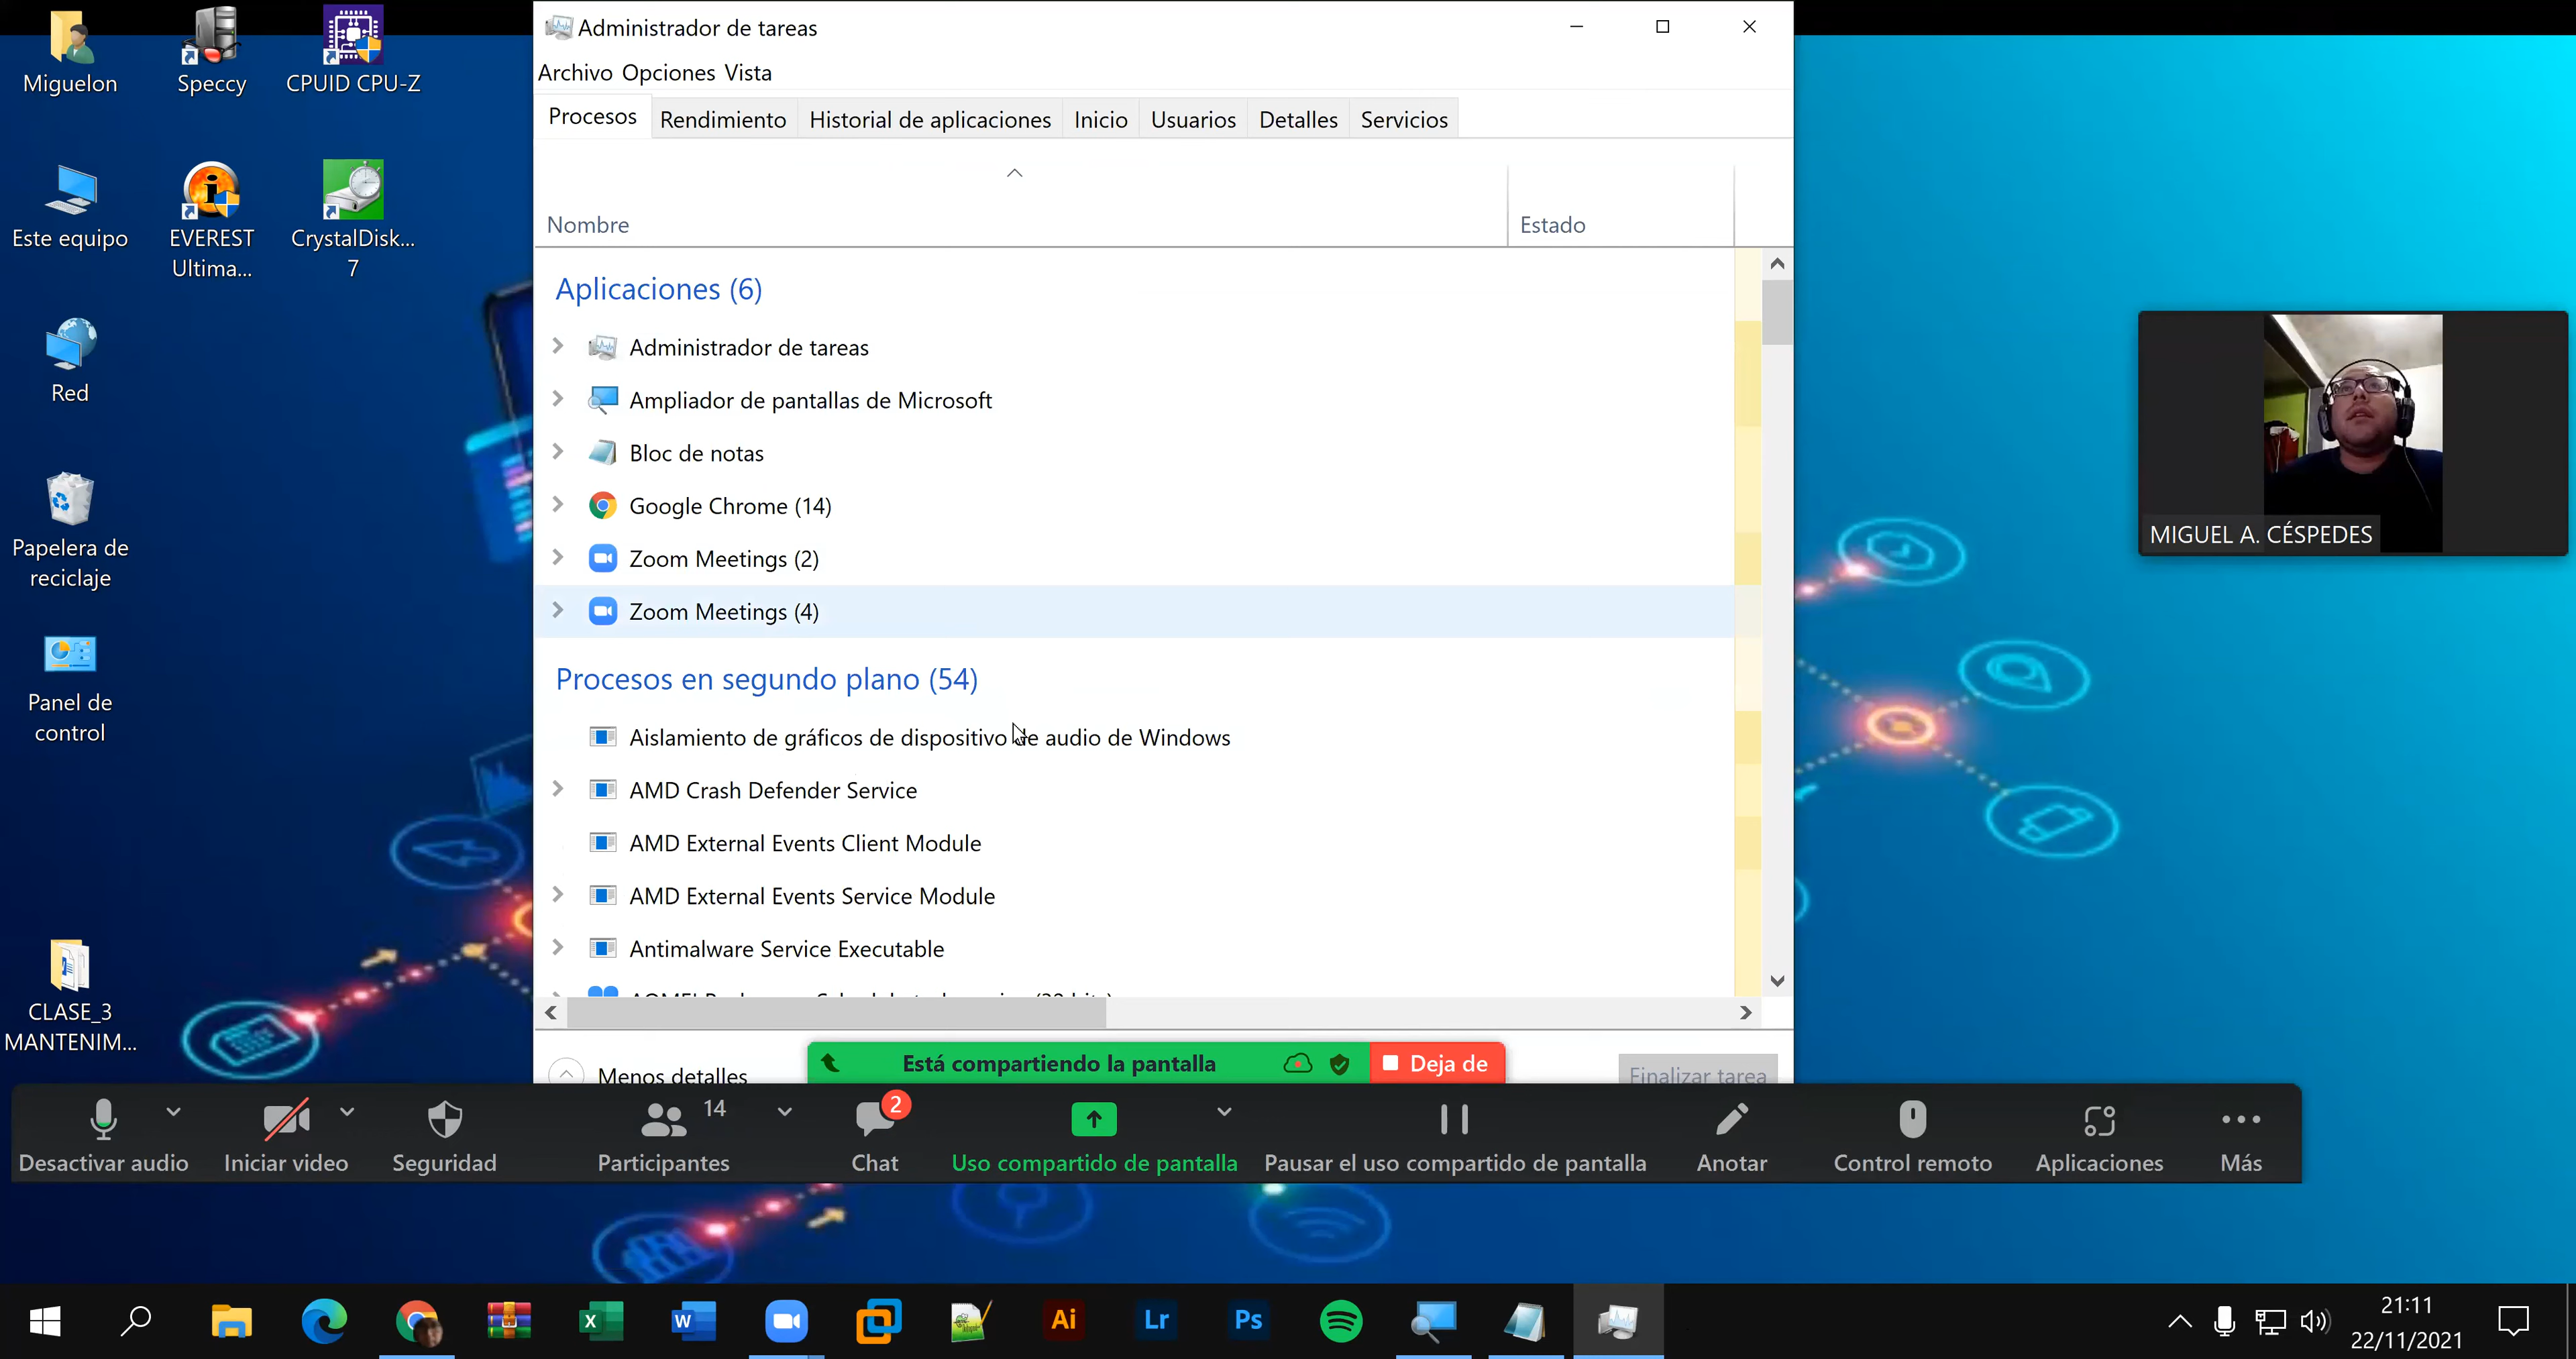 Miguelon
Speccy
CPUID CPU-Z
Este equipo
EVEREST
Ultima...
CrystalDisk...
7
Red
Papelera de
reciclaje
Panel de
control
CLASE_3
MANTENIM...
Administrador de tareas
Archivo Opciones Vista
Procesos
Rendimiento
Historial de aplicaciones
Inicio
Usuarios
Detalles
Servicios
Nombre
Estado
Aplicaciones (6)
Administrador de tareas
Ampliador de pantallas de Microsoft
Bloc de notas
Google Chrome (14)
Zoom Meetings (2)
Zoom Meetings (4)
Procesos en segundo plano (54)
Aislamiento de gráficos de dispositivo de audio de Windows
AMD Crash Defender Service
AMD External Events Client Module
AMD External Events Service Module
Antimalware Service Executable
Menos detalles
Finalizar tarea
Está compartiendo la pantalla
Deja de
MIGUEL A. CÉSPEDES
Desactivar audio
Iniciar video
Seguridad
14
Participantes
2
Chat
Uso compartido de pantalla
Pausar el uso compartido de pantalla
Anotar
Control remoto
Aplicaciones
Más
Ai
Lr
Ps
21:11
22/11/2021